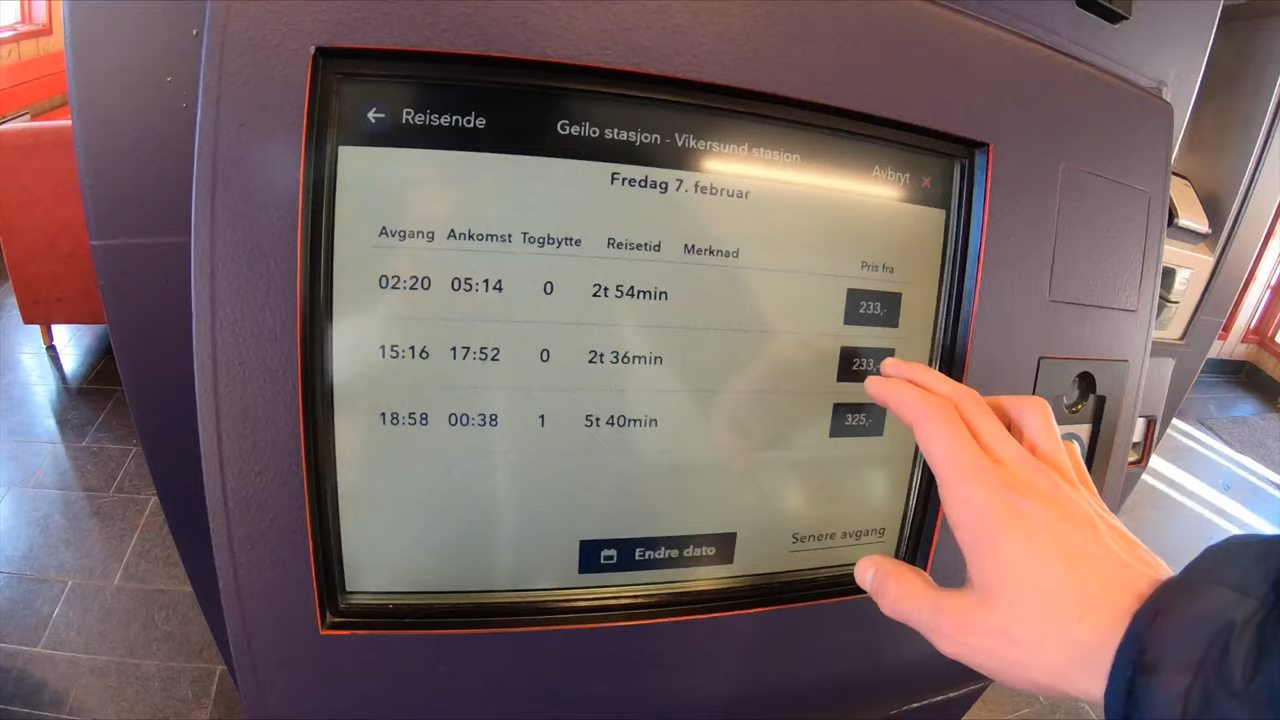 ← Reisende
Geilo stasjon - Vikersund stasjon
Avbryt ×
Fredag 7. februar
Avgang Ankomst Togbytte Reisetid Merknad Pris fra
02:20 05:14 0 2t 54min 233,-
15:16 17:52 0 2t 36min 233,-
18:58 00:38 1 5t 40min 325,-
Senere avgang
Endre dato